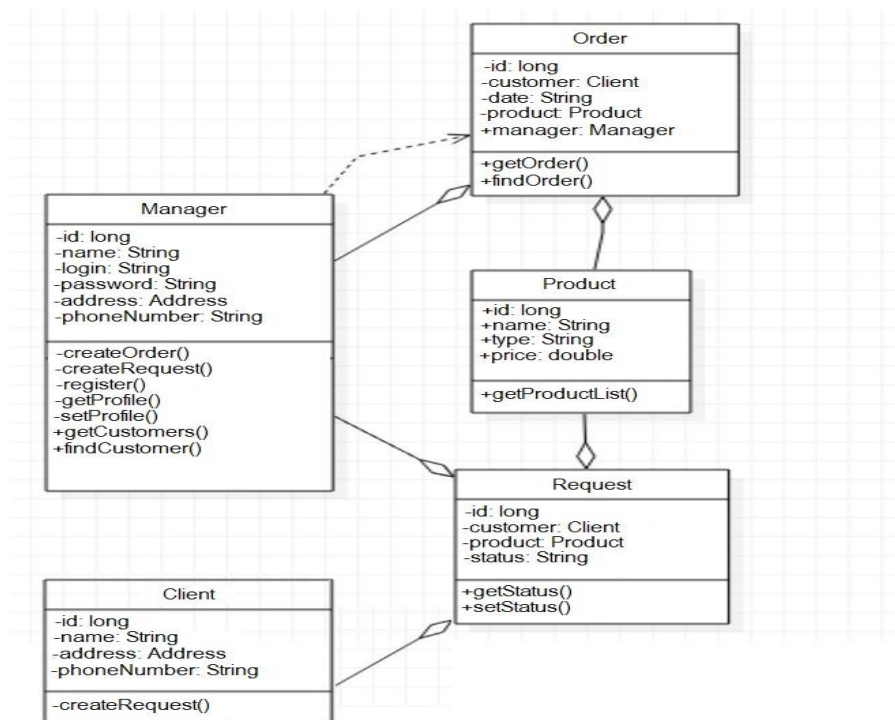 Order
-id: long
-customer: Client
-date: String
-product: Product
+manager: Manager
+getOrder()
+findOrder()
Manager
-id: long
-name: String
-login: String
-password: String
-address: Address
-phoneNumber: String
-createOrder()
-createRequest()
-register()
-getProfile()
-setProfile()
+getCustomers()
+findCustomer()
Product
+id: long
+name: String
+type: String
+price: double
+getProductList()
Request
-id: long
-customer: Client
-product: Product
-status: String
+getStatus()
+setStatus()
Client
-id: long
-name: String
-address: Address
-phoneNumber: String
-createRequest()